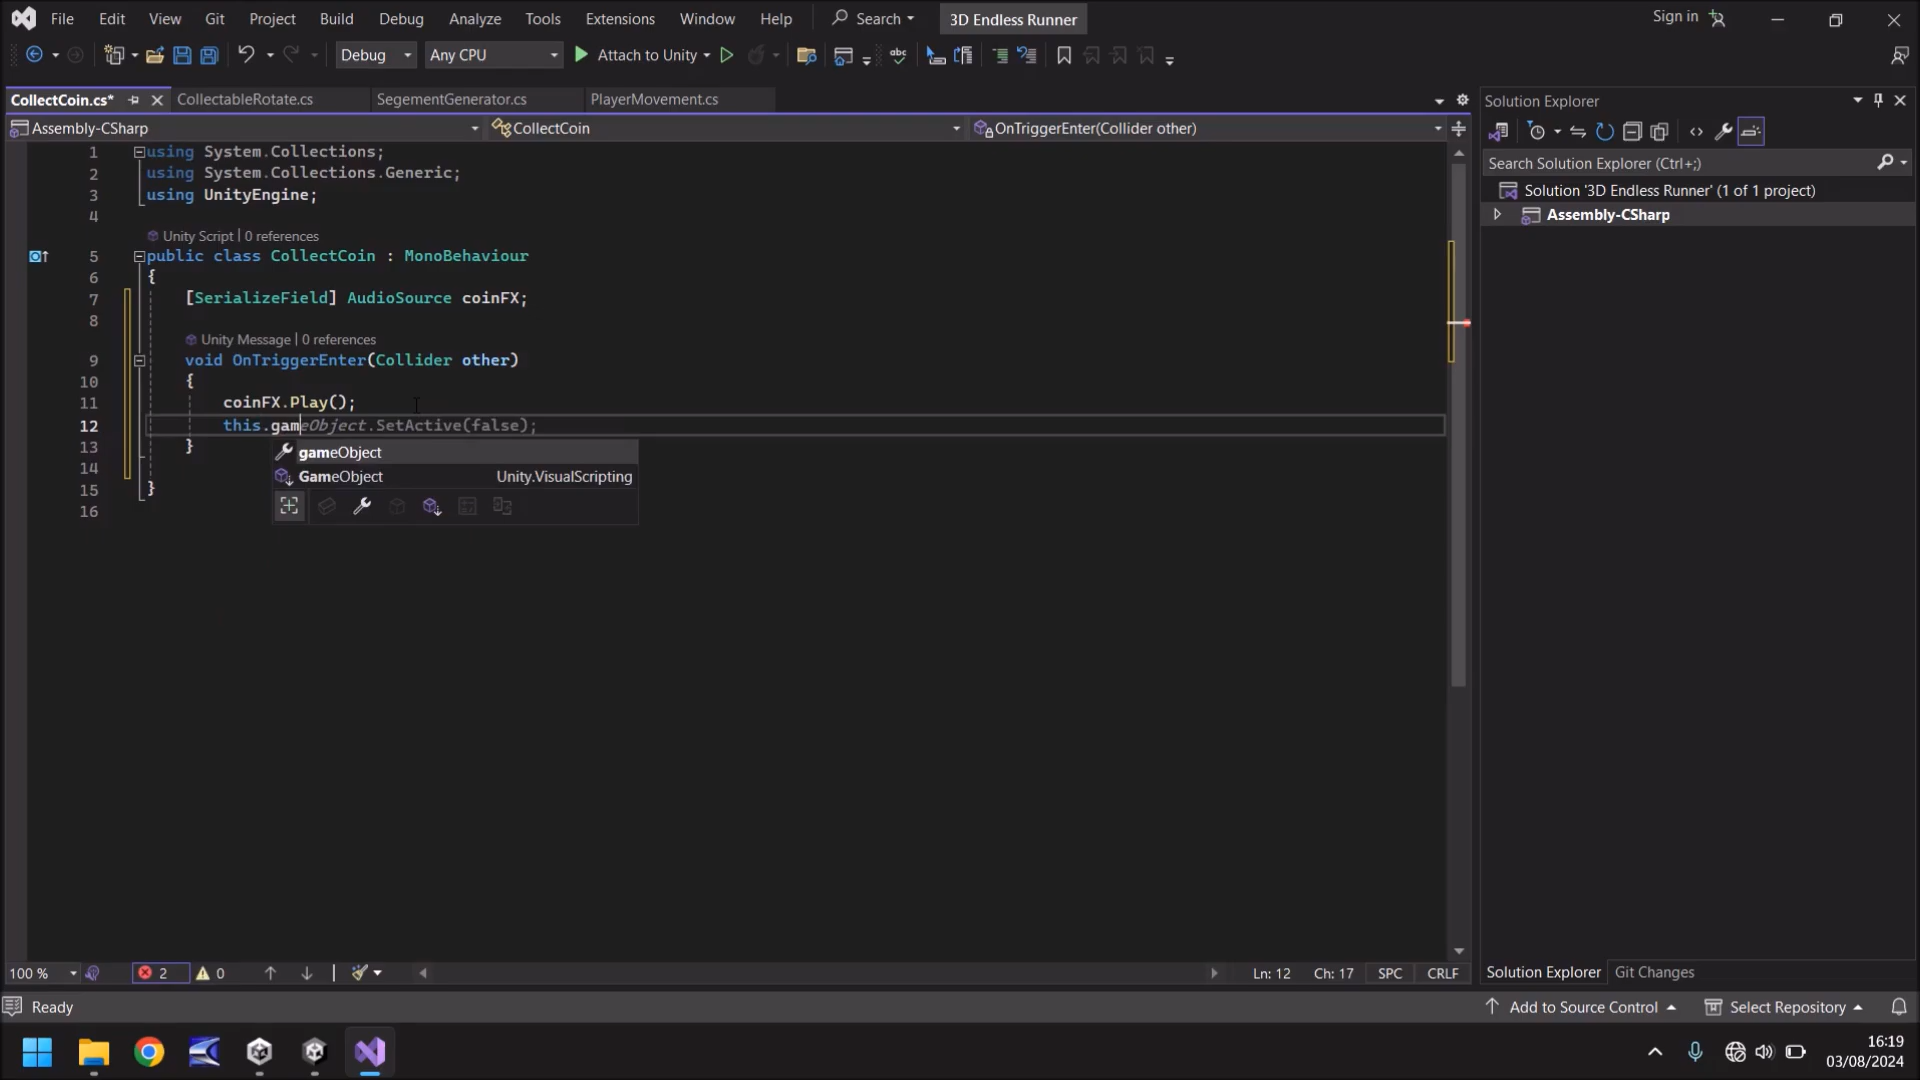 File Edit View Git Project Build Debug Analyze Tools Extensions Window Help Search 3D Endless Runner Sign in
Debug Any CPU Attach to Unity
CollectCoin.cs* CollectableRotate.cs SegementGenerator.cs PlayerMovement.cs
Assembly-CSharp CollectCoin OnTriggerEnter(Collider other)
1 using System.Collections;
2 using System.Collections.Generic;
3 using UnityEngine;
4
Unity Script | 0 references
5 public class CollectCoin : MonoBehaviour
6 {
7 [SerializeField] AudioSource coinFX;
8
Unity Message | 0 references
9 void OnTriggerEnter(Collider other)
10 {
11 coinFX.Play();
12 this.gameObject.SetActive(false);
13 }
14
15 }
16
gameObject
GameObject Unity.VisualScripting
Solution Explorer
Search Solution Explorer (Ctrl+;)
Solution '3D Endless Runner' (1 of 1 project)
Assembly-CSharp
100 % 2 0 Ln: 12 Ch: 17 SPC CRLF
Solution Explorer Git Changes
Ready Add to Source Control Select Repository
16:19
03/08/2024